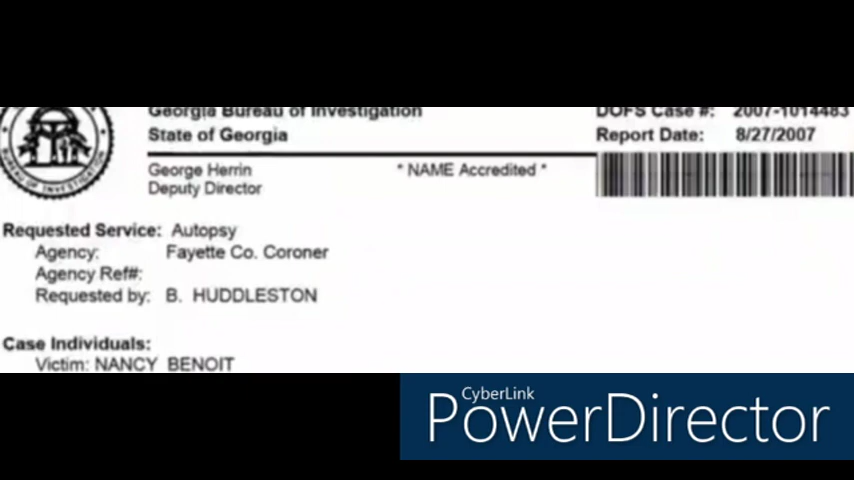 Georgia Bureau of Investigation
State of Georgia
George Herrin
Deputy Director
* NAME Accredited *
DOFS Case #: 2007-1014483
Report Date: 8/27/2007
Requested Service: Autopsy
Agency: Fayette Co. Coroner
Agency Ref#:
Requested by: B. HUDDLESTON
Case Individuals:
Victim: NANCY BENOIT
CyberLink
PowerDirector